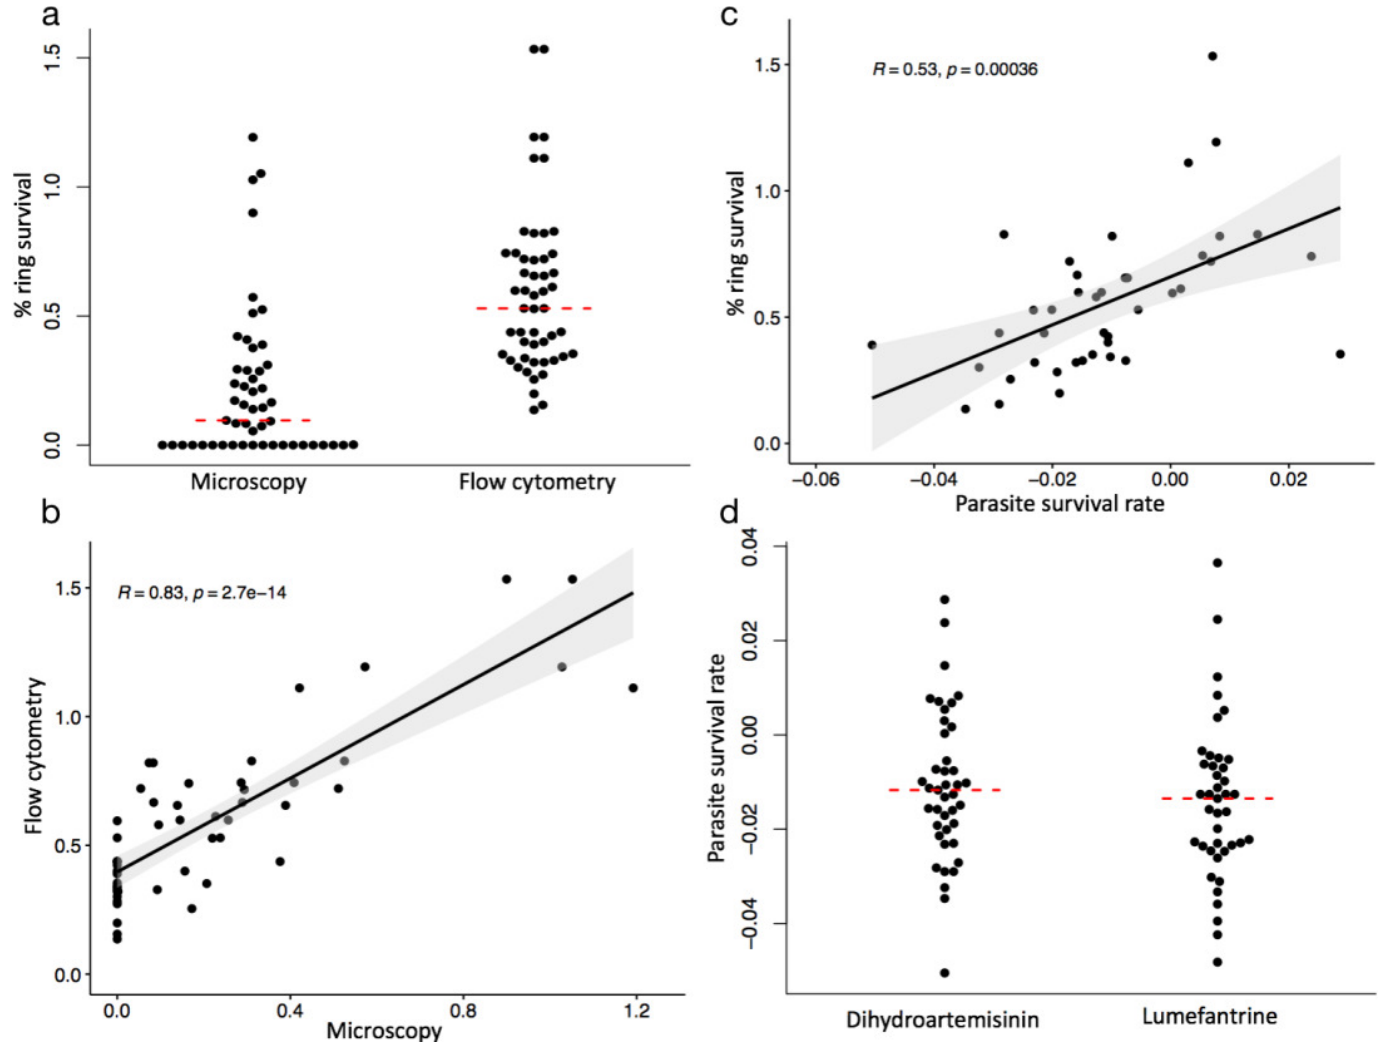 a
% ring survival
1.5
1.0
0.5
0.0
Microscopy
Flow cytometry
b
Flow cytometry
R = 0.83, p = 2.7e−14
1.5
1.0
0.5
0.0
0.0 0.4 0.8 1.2
Microscopy
c
% ring survival
R = 0.53, p = 0.00036
1.5
1.0
0.5
0.0
−0.06 −0.04 −0.02 0.00 0.02
Parasite survival rate
d
Parasite survival rate
0.04
0.02
0.00
−0.02
−0.04
Dihydroartemisinin
Lumefantrine